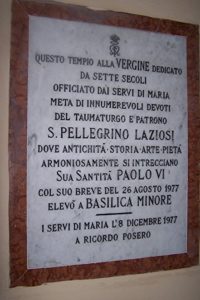 QUESTO TEMPIO ALLA VERGINE DEDICATO
DA SETTE SECOLI
OFFICIATO DAI SERVI DI MARIA
META DI INNUMEREVOLI DEVOTI
DEL TAUMATURGO E PATRONO
S. PELLEGRINO LAZIOSI
DOVE ANTICHITÀ·STORIA·ARTE·PIETÀ
ARMONIOSAMENTE SI INTRECCIANO
SUA SANTITÀ PAOLO VI
COL SUO BREVE DEL 26 AGOSTO 1977
ELEVÒ A BASILICA MINORE
I SERVI DI MARIA L'8 DICEMBRE 1977
A RICORDO POSERO